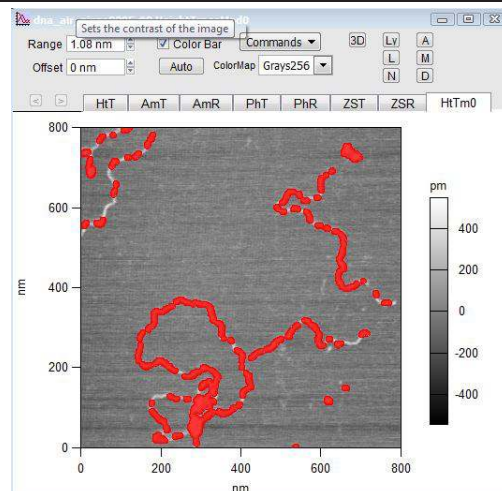 Sets the contrast of the image
Range 1.08 nm Color Bar Commands 3D Ly A
L M
Offset 0 nm Auto ColorMap Grays256 N D
< > HtT AmT AmR PhT PhR ZST ZSR HtTm0
800
600
400
200
0
nm
0 200 400 600 800
nm
pm
400
200
0
-200
-400